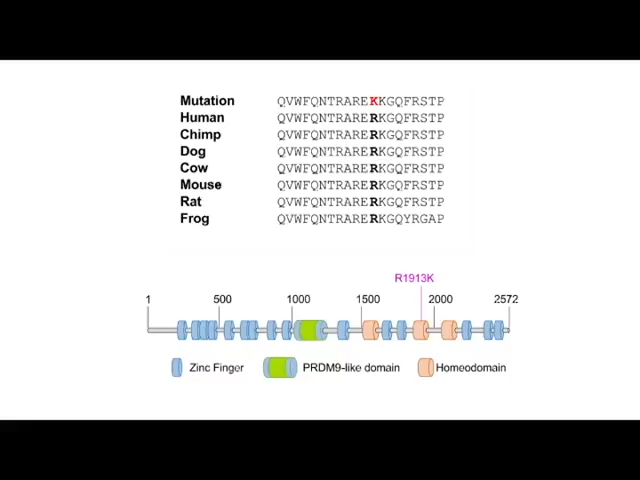 Mutation QVWFQNTRAREKKGQFRSTP
Human QVWFQNTRARERKGQFRSTP
Chimp QVWFQNTRARERKGQFRSTP
Dog QVWFQNTRARERKGQFRSTP
Cow QVWFQNTRARERKGQFRSTP
Mouse QVWFQNTRARERKGQFRSTP
Rat QVWFQNTRARERKGQFRSTP
Frog QVWFQNTRARERKGQYRGAP
R1913K
1 500 1000 1500 2000 2572
Zinc Finger PRDM9-like domain Homeodomain